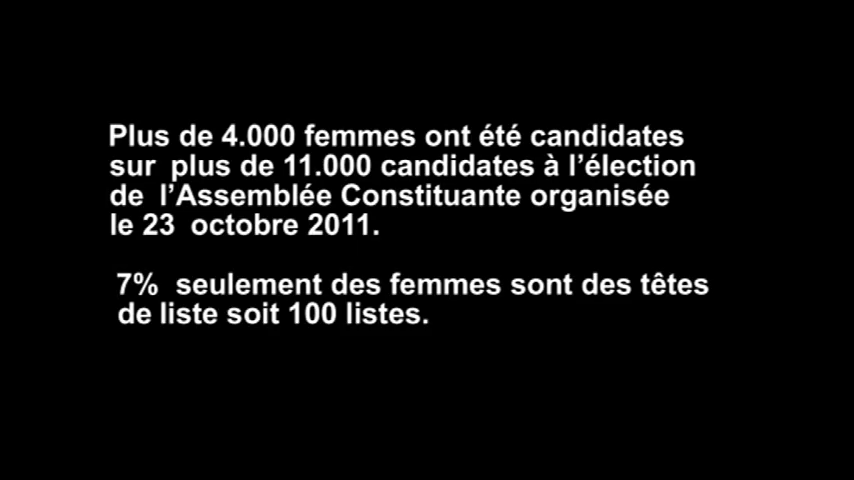 Plus de 4.000 femmes ont été candidates
sur plus de 11.000 candidates à l'élection
de l'Assemblée Constituante organisée
le 23 octobre 2011.
7% seulement des femmes sont des têtes
de liste soit 100 listes.